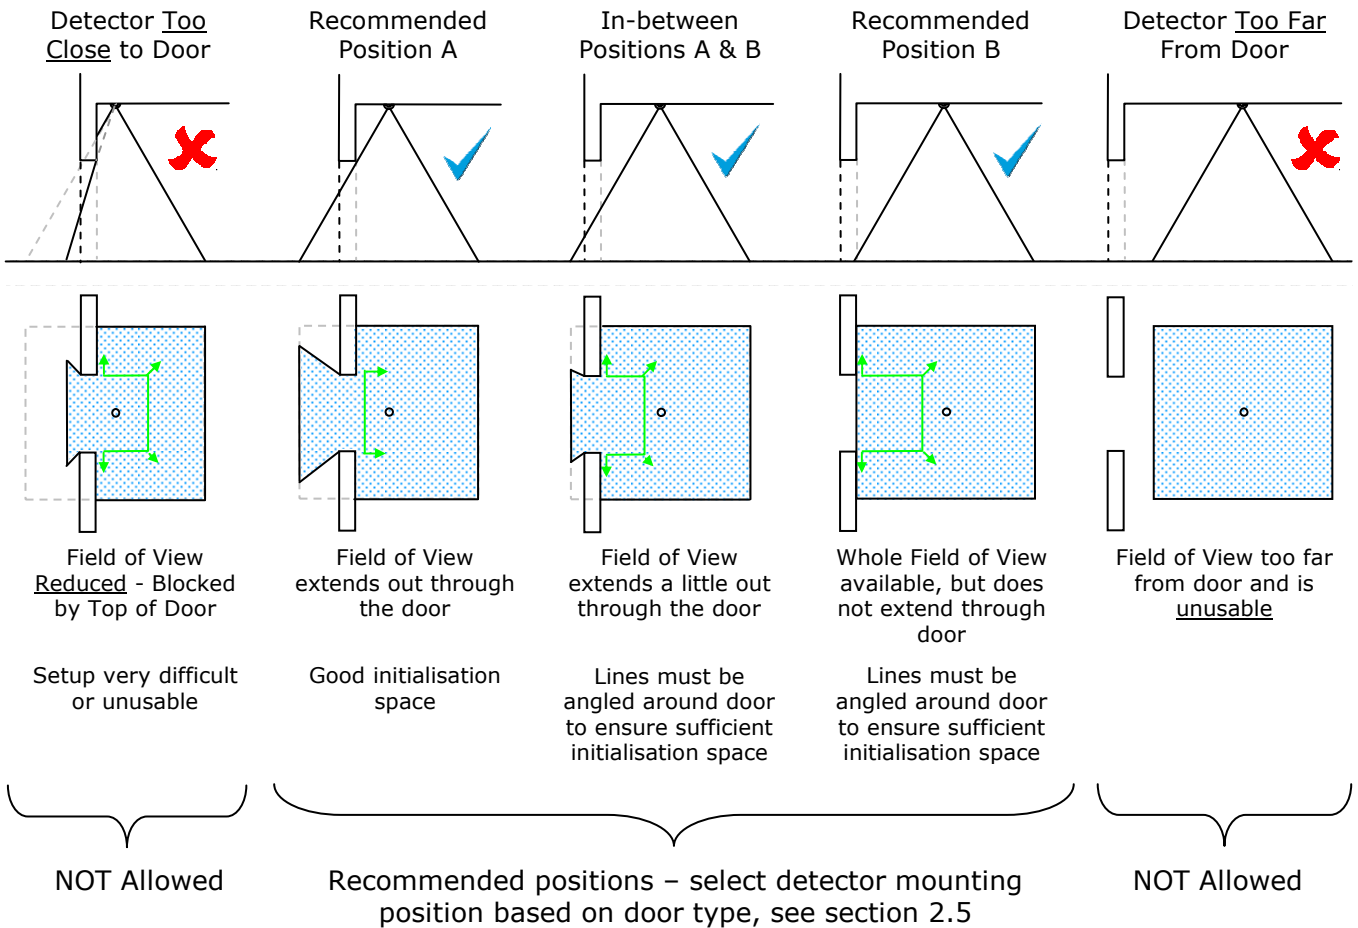 Detector Too
Close to Door
Recommended
Position A
In-between
Positions A & B
Recommended
Position B
Detector Too Far
From Door
Field of View
Reduced - Blocked
by Top of Door
Field of View
extends out through
the door
Field of View
extends a little out
through the door
Whole Field of View
available, but does
not extend through
door
Field of View too far
from door and is
unusable
Setup very difficult
or unusable
Good initialisation
space
Lines must be
angled around door
to ensure sufficient
initialisation space
Lines must be
angled around door
to ensure sufficient
initialisation space
NOT Allowed
Recommended positions – select detector mounting
position based on door type, see section 2.5
NOT Allowed